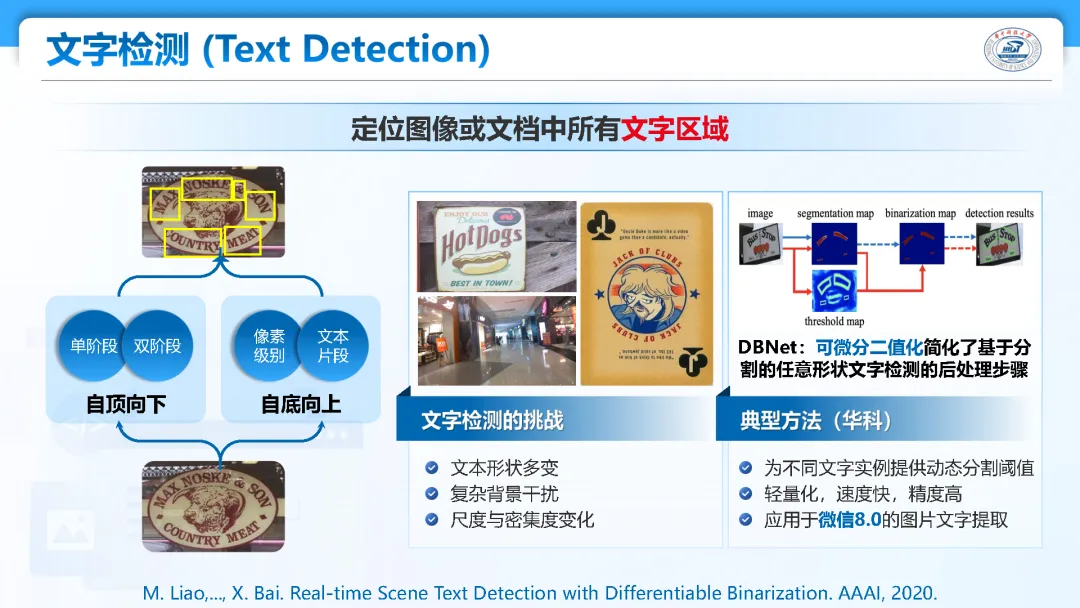 文字检测 (Text Detection)
定位图像或文档中所有文字区域
MAX NOSKE & SON
COUNTRY MEAT
单阶段
双阶段
自顶向下
像素
级别
文本
片段
自底向上
MAX NOSKE & SON
COUNTRY MEAT
ENJOY OUR
Delicious
Hot Dogs
BEST IN TOWN!
J
"Uncle Duke is more like a video
game than a candidate, actually."
JACK OF CLUBS
JACK OF CLUBS
J
文字检测的挑战
文本形状多变
复杂背景干扰
尺度与密集度变化
image
segmentation map
binarization map
detection results
BUS STOP
BUS STOP
threshold map
DBNet：可微分二值化简化了基于分
割的任意形状文字检测的后处理步骤
典型方法（华科）
为不同文字实例提供动态分割阈值
轻量化，速度快，精度高
应用于微信8.0的图片文字提取
M. Liao,..., X. Bai. Real-time Scene Text Detection with Differentiable Binarization. AAAI, 2020.